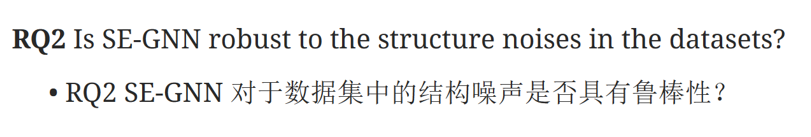 RQ2 Is SE-GNN robust to the structure noises in the datasets?
• RQ2 SE-GNN 对于数据集中的结构噪声是否具有鲁棒性？